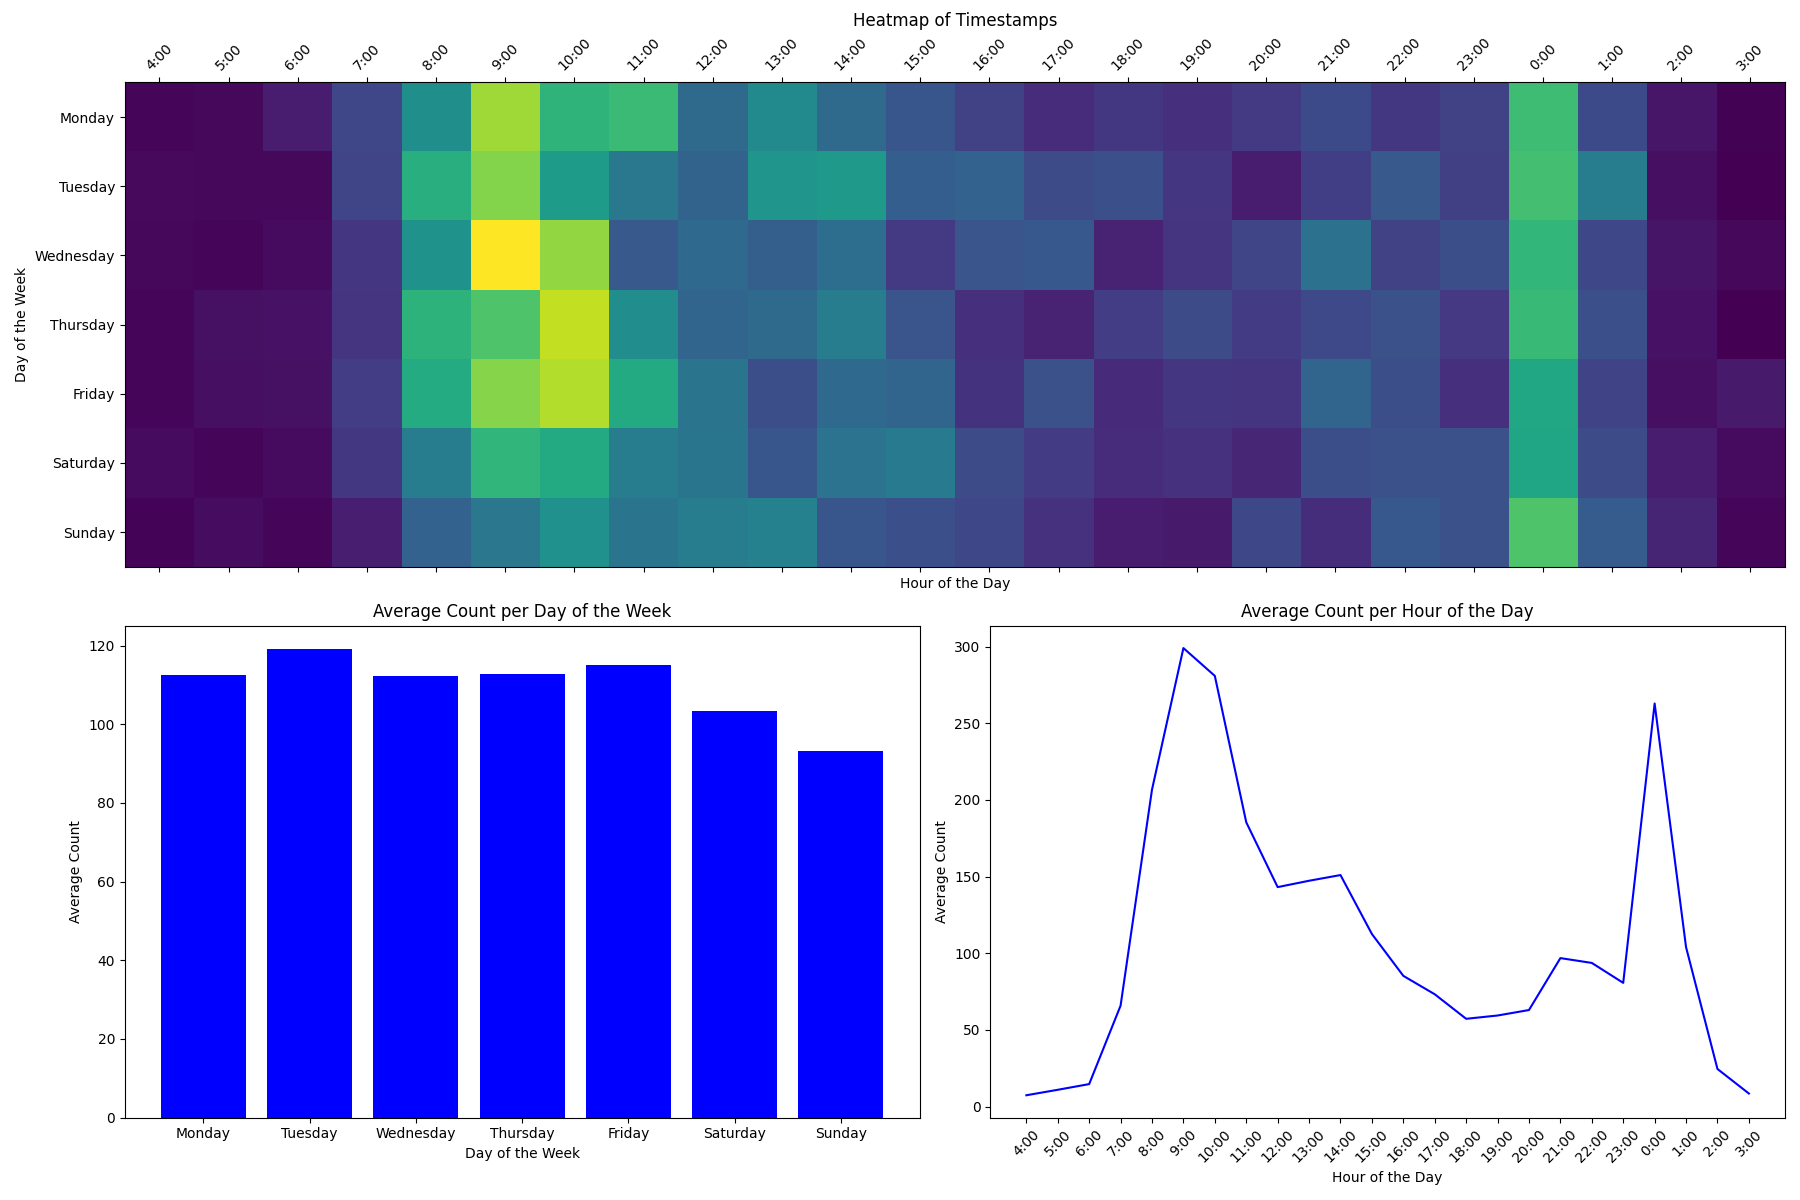 Heatmap of Timestamps
4:00 5:00 6:00 7:00 8:00 9:00 10:00 11:00 12:00 13:00 14:00 15:00 16:00 17:00 18:00 19:00 20:00 21:00 22:00 23:00 0:00 1:00 2:00 3:00
Day of the Week
Monday
Tuesday
Wednesday
Thursday
Friday
Saturday
Sunday
Hour of the Day
Average Count per Day of the Week
Average Count
120
100
80
60
40
20
0
Monday Tuesday Wednesday Thursday Friday Saturday Sunday
Day of the Week
Average Count per Hour of the Day
Average Count
300
250
200
150
100
50
0
4:00 5:00 6:00 7:00 8:00 9:00 10:00 11:00 12:00 13:00 14:00 15:00 16:00 17:00 18:00 19:00 20:00 21:00 22:00 23:00 0:00 1:00 2:00 3:00
Hour of the Day